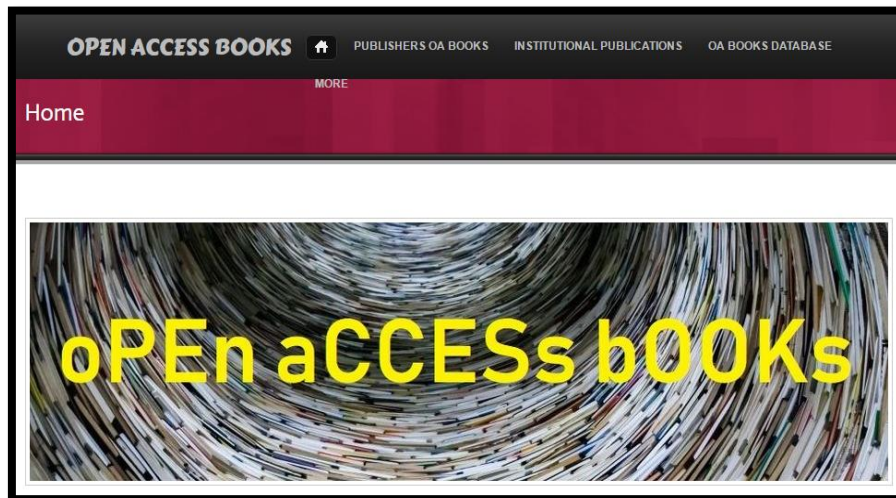 OPEN ACCESS BOOKS PUBLISHERS OA BOOKS INSTITUTIONAL PUBLICATIONS OA BOOKS DATABASE
MORE
Home
oPEn aCCESs bOOKs